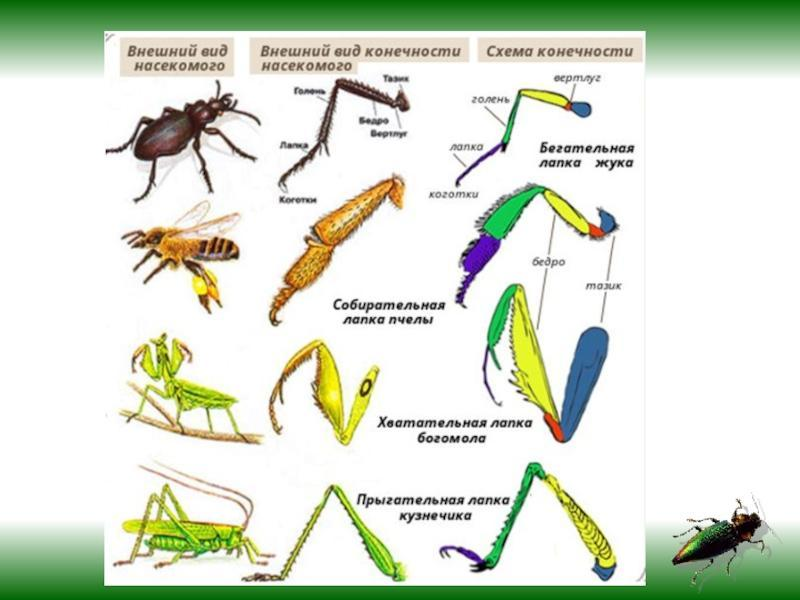 Внешний вид
насекомого
Внешний вид конечности
насекомого
Схема конечности
Тазик
Голень
Бедро
Вертлуг
Лапка
Коготки
вертлуг
голень
лапка
коготки
Бегательная
лапка жука
бедро
тазик
Собирательная
лапка пчелы
Хватательная лапка
богомола
Прыгательная лапка
кузнечика